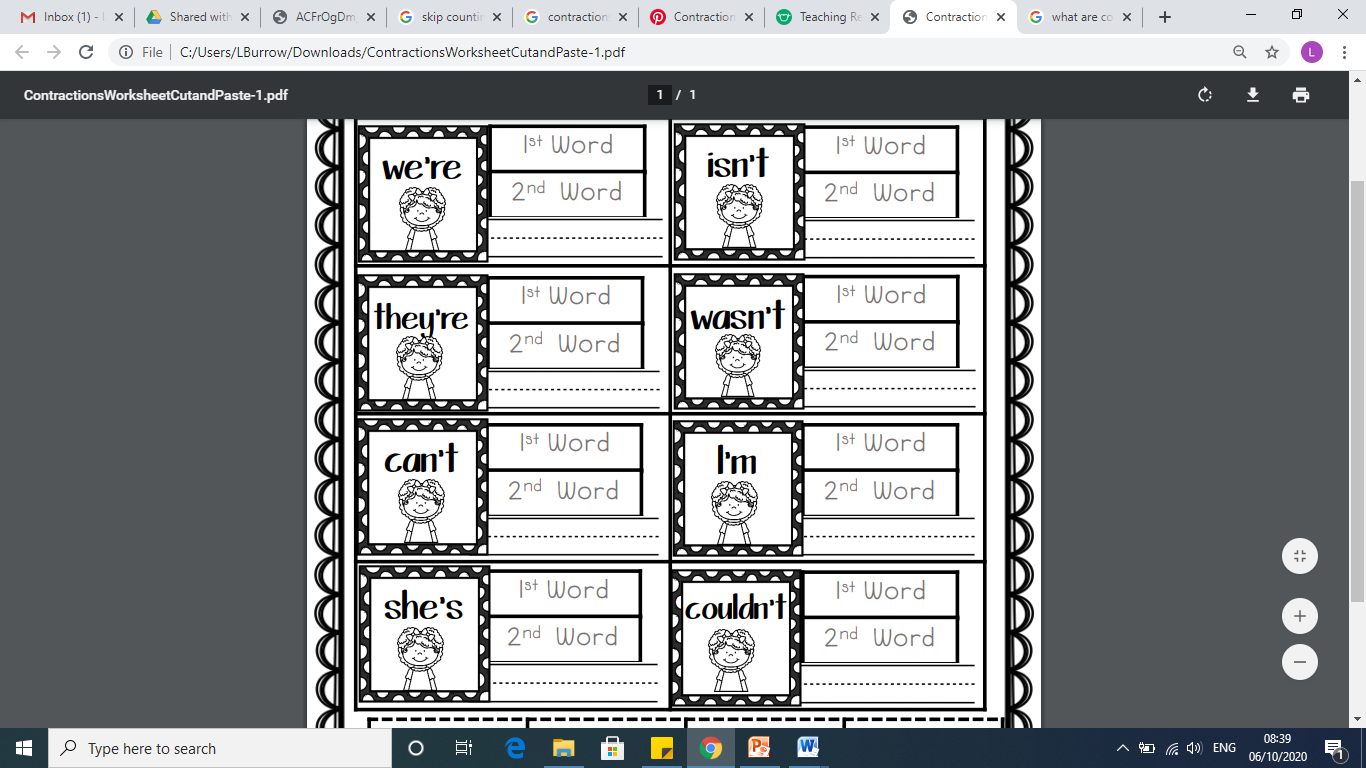 Inbox (1) - L
Shared with
ACFrOgDm
skip counti
contraction
Contraction
Teaching Re
Contraction
what are co
File
C:/Users/LBurrow/Downloads/ContractionsWorksheetCutandPaste-1.pdf
L
ContractionsWorksheetCutandPaste-1.pdf
1 / 1
we're
1st Word
2nd Word
isn't
1st Word
2nd Word
they're
1st Word
2nd Word
wasn't
1st Word
2nd Word
can't
1st Word
2nd Word
I'm
1st Word
2nd Word
she's
1st Word
2nd Word
couldn't
1st Word
2nd Word
Type here to search
ENG
08:39
06/10/2020
1